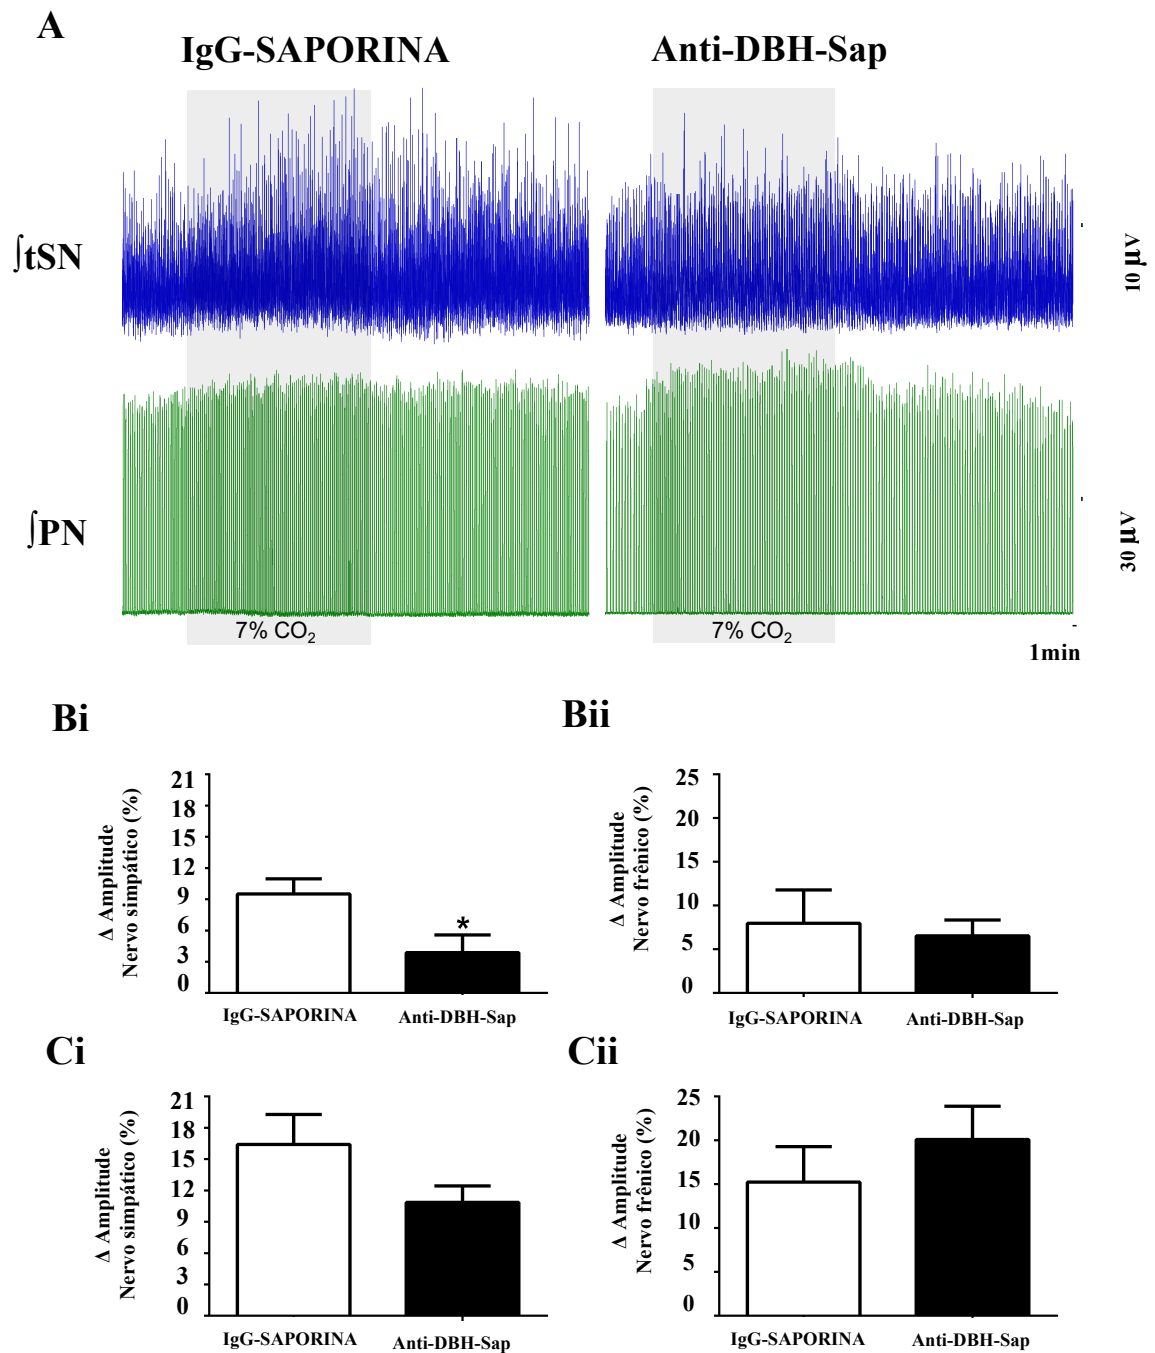 A
IgG-SAPORINA
Anti-DBH-Sap
∫tSN
10 µV
∫PN
30 µV
7% CO₂
7% CO₂
1min
Bi
Δ Amplitude
Nervo simpático (%)
21
18
15
12
9
6
3
0
*
IgG-SAPORINA
Anti-DBH-Sap
Bii
Δ Amplitude
Nervo frênico (%)
25
20
15
10
5
0
IgG-SAPORINA
Anti-DBH-Sap
Ci
Δ Amplitude
Nervo simpático (%)
21
18
15
12
9
6
3
0
IgG-SAPORINA
Anti-DBH-Sap
Cii
Δ Amplitude
Nervo frênico (%)
25
20
15
10
5
0
IgG-SAPORINA
Anti-DBH-Sap